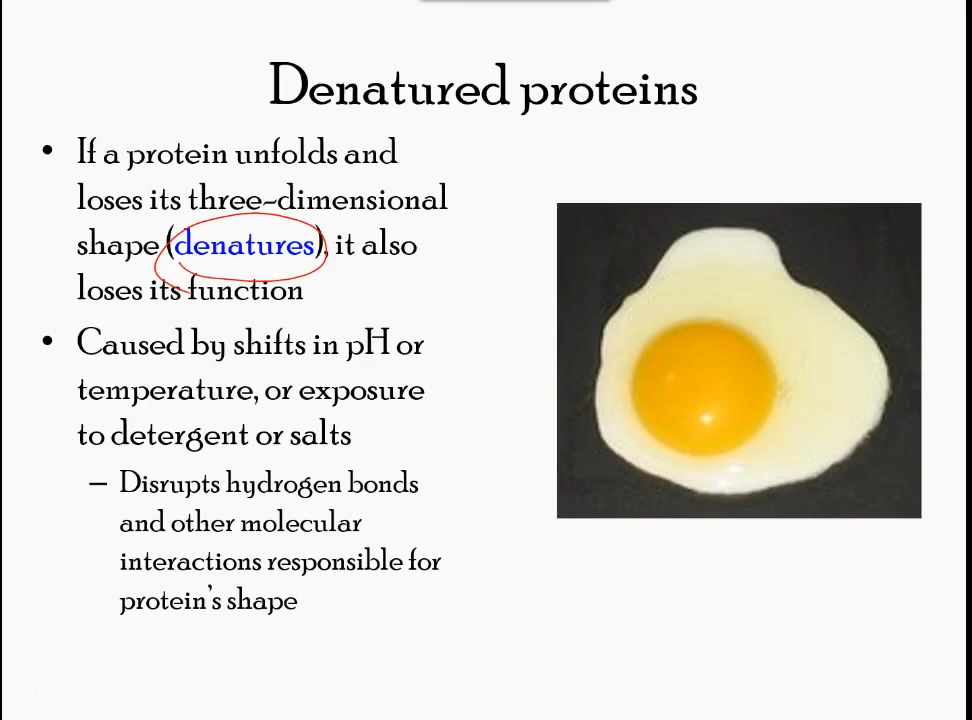 Denatured proteins
• If a protein unfolds and
loses its three-dimensional
shape (denatures), it also
loses its function
• Caused by shifts in pH or
temperature, or exposure
to detergent or salts
– Disrupts hydrogen bonds
and other molecular
interactions responsible for
protein's shape